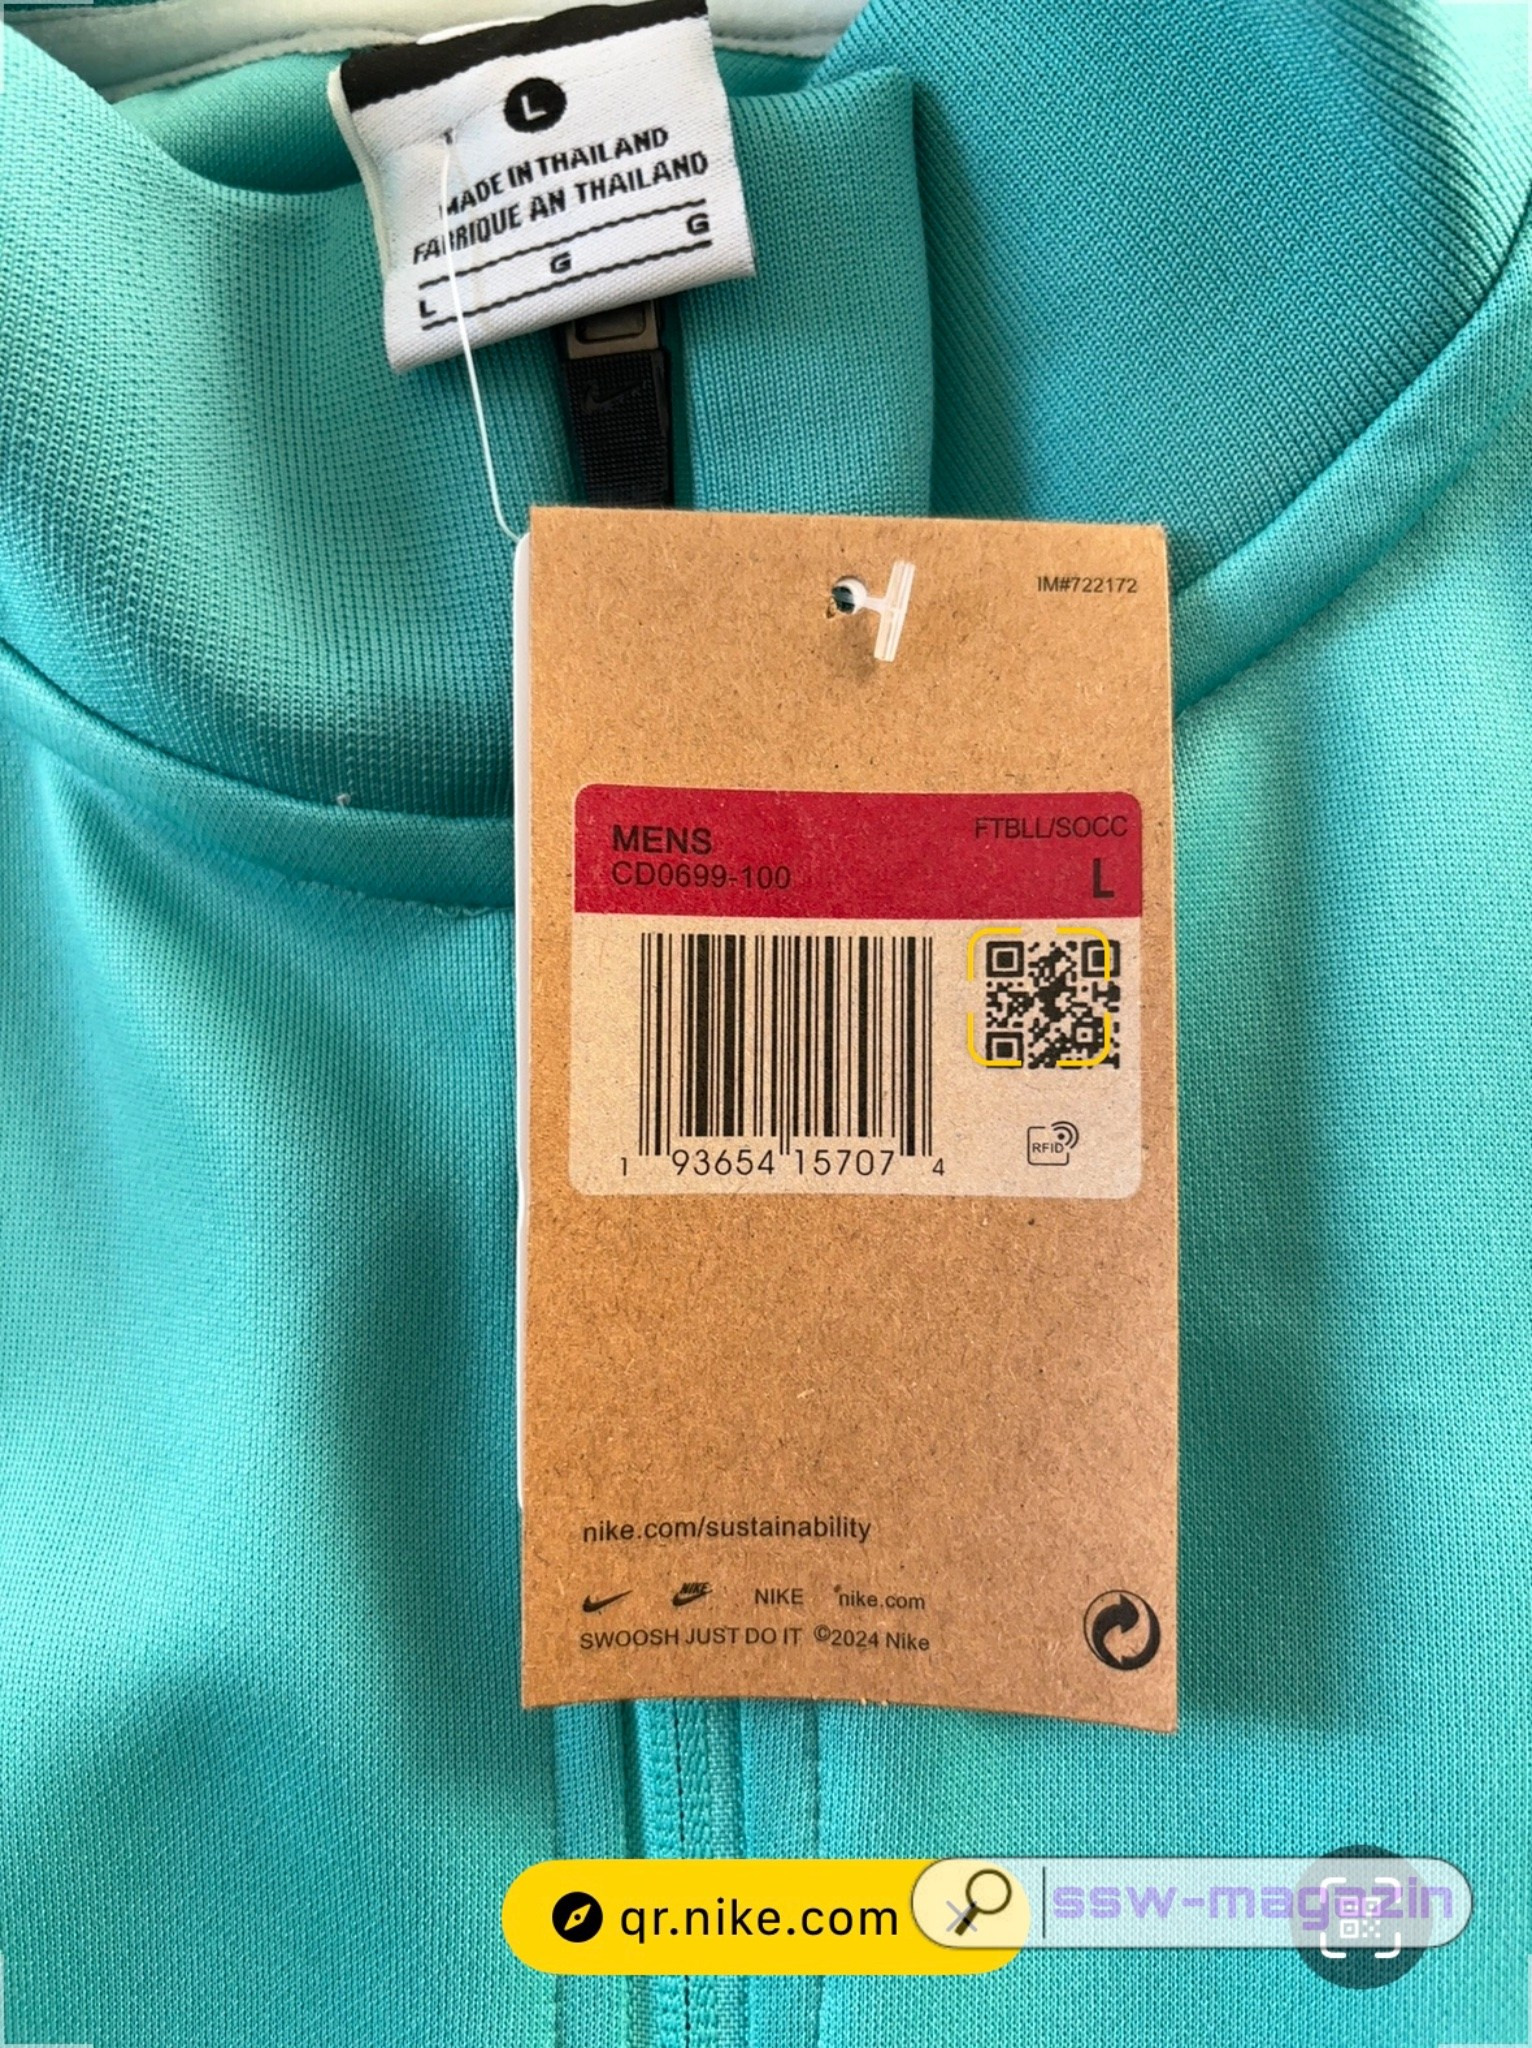 L
MADE IN THAILAND
FABRIQUE AN THAILAND
L G G
IM#722172
MENS FTBLL/SOCC
CD0699-100 L
1 93654 15707 4
RFID
nike.com/sustainability
NIKE NIKE nike.com
SWOOSH JUST DO IT ©2024 Nike
qr.nike.com
ssw-magazin